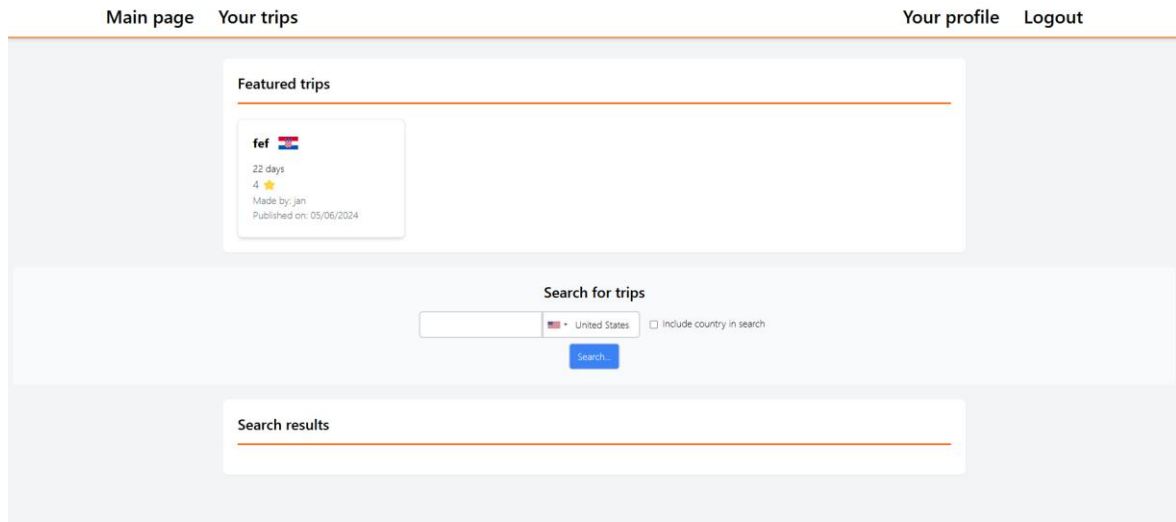 Main page Your trips Your profile Logout
Featured trips
fef
22 days
4
Made by: jan
Published on: 05/06/2024
Search for trips
United States Include country in search
Search...
Search results